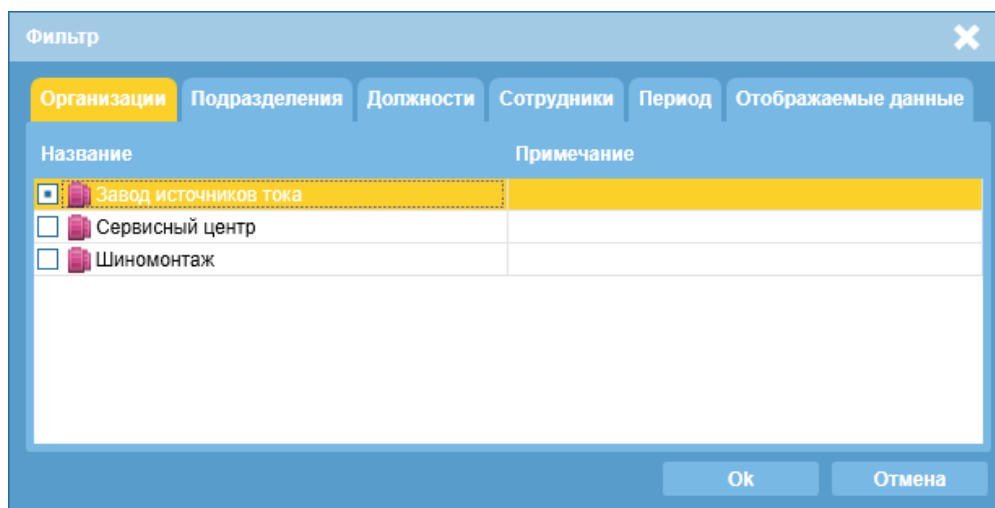 Фильтр
Организации Подразделения Должности Сотрудники Период Отображаемые данные
Название Примечание
Завод источников тока
Сервисный центр
Шиномонтаж
Ok Отмена